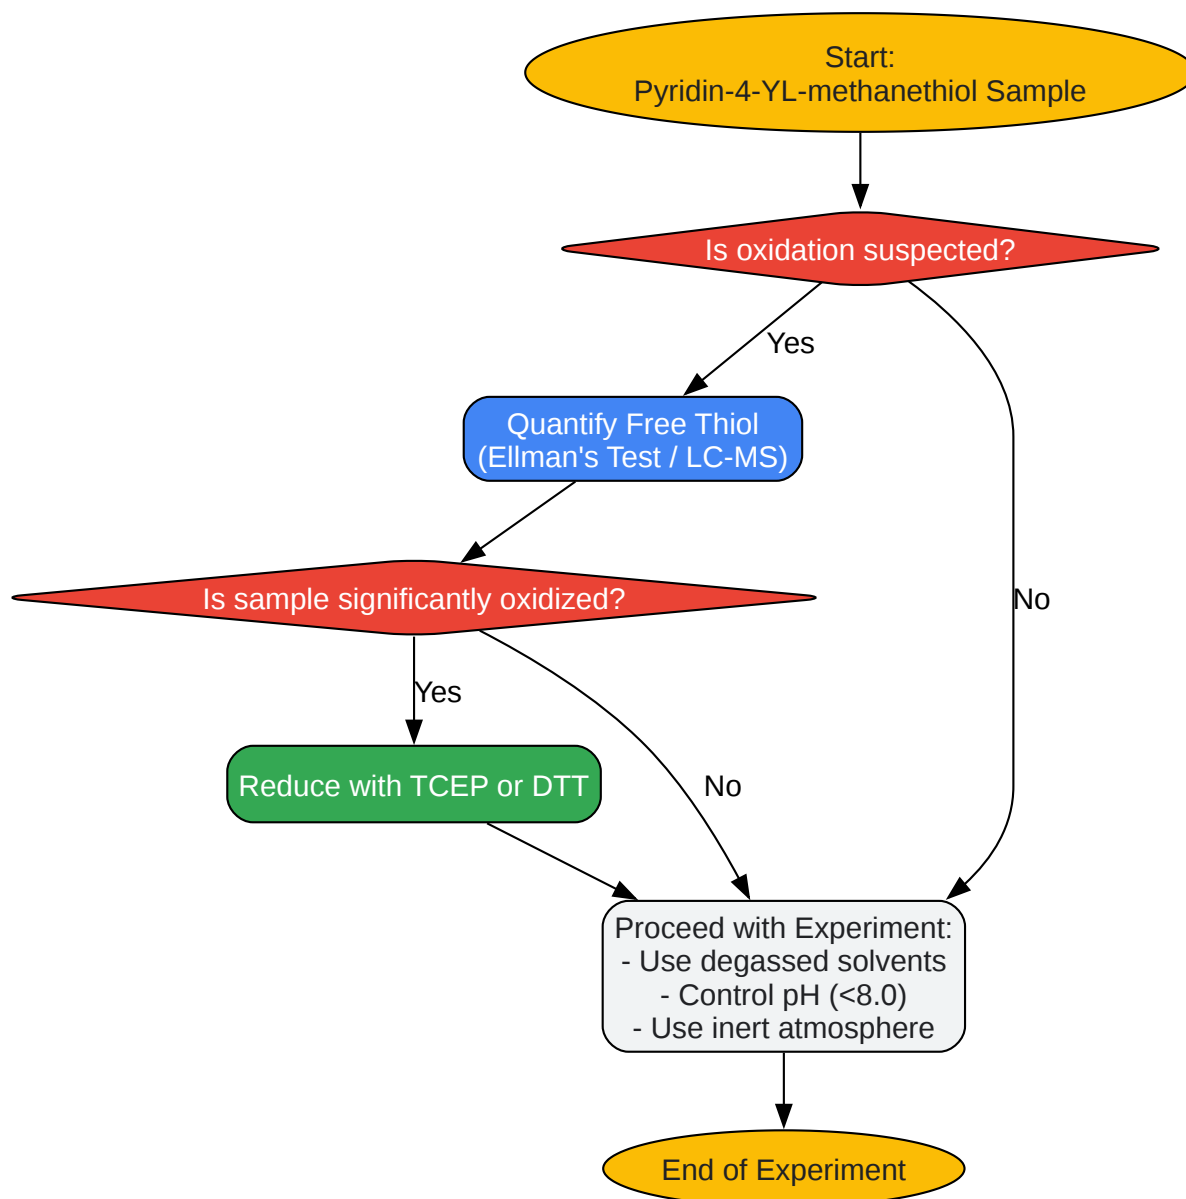 Start:
Pyridin-4-YL-methanethiol Sample
Is oxidation suspected?
Yes
Quantify Free Thiol
(Ellman's Test / LC-MS)
Is sample significantly oxidized?
No
Yes
Reduce with TCEP or DTT
No
Proceed with Experiment:
- Use degassed solvents
- Control pH (<8.0)
- Use inert atmosphere
End of Experiment